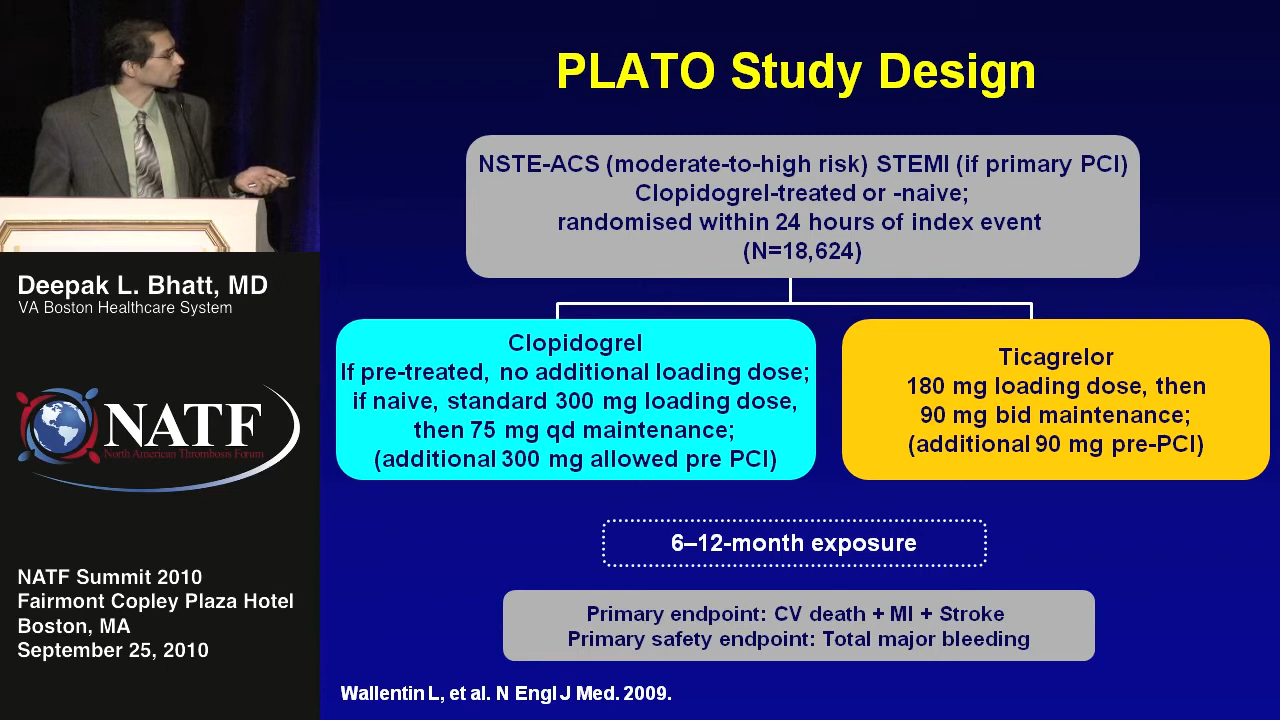 PLATO Study Design
NSTE-ACS (moderate-to-high risk) STEMI (if primary PCI)
Clopidogrel-treated or -naive;
randomised within 24 hours of index event
(N=18,624)
Clopidogrel
If pre-treated, no additional loading dose;
if naive, standard 300 mg loading dose,
then 75 mg qd maintenance;
(additional 300 mg allowed pre PCI)
Ticagrelor
180 mg loading dose, then
90 mg bid maintenance;
(additional 90 mg pre-PCI)
6–12-month exposure
Primary endpoint: CV death + MI + Stroke
Primary safety endpoint: Total major bleeding
Wallentin L, et al. N Engl J Med. 2009.
Deepak L. Bhatt, MD
VA Boston Healthcare System
NATF
North American Thrombosis Forum
NATF Summit 2010
Fairmont Copley Plaza Hotel
Boston, MA
September 25, 2010